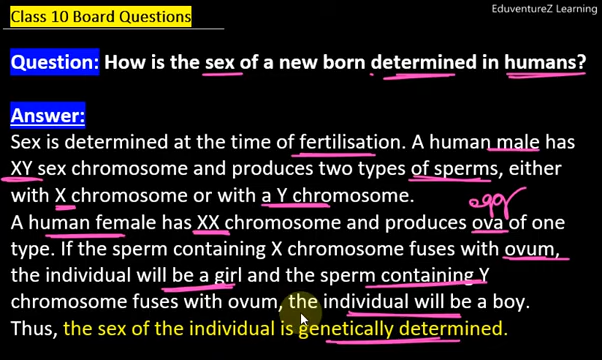 Class 10 Board Questions
EduventureZ Learning
Question: How is the sex of a new born determined in humans?
Answer:
Sex is determined at the time of fertilisation. A human male has
XY sex chromosome and produces two types of sperms, either
with X chromosome or with a Y chromosome.
egg
A human female has XX chromosome and produces ova of one
type. If the sperm containing X chromosome fuses with ovum,
the individual will be a girl and the sperm containing Y
chromosome fuses with ovum, the individual will be a boy.
Thus, the sex of the individual is genetically determined.